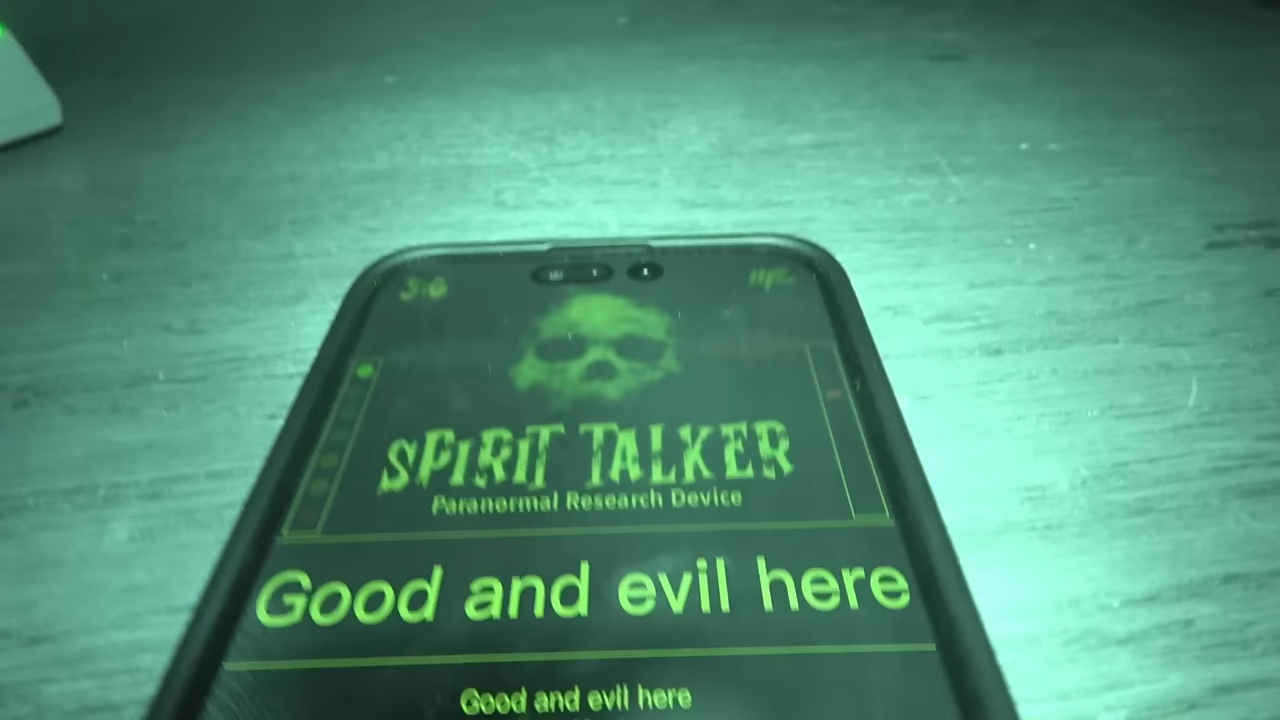 SPIRIT TALKER
Paranormal Research Device
Good and evil here
Good and evil here